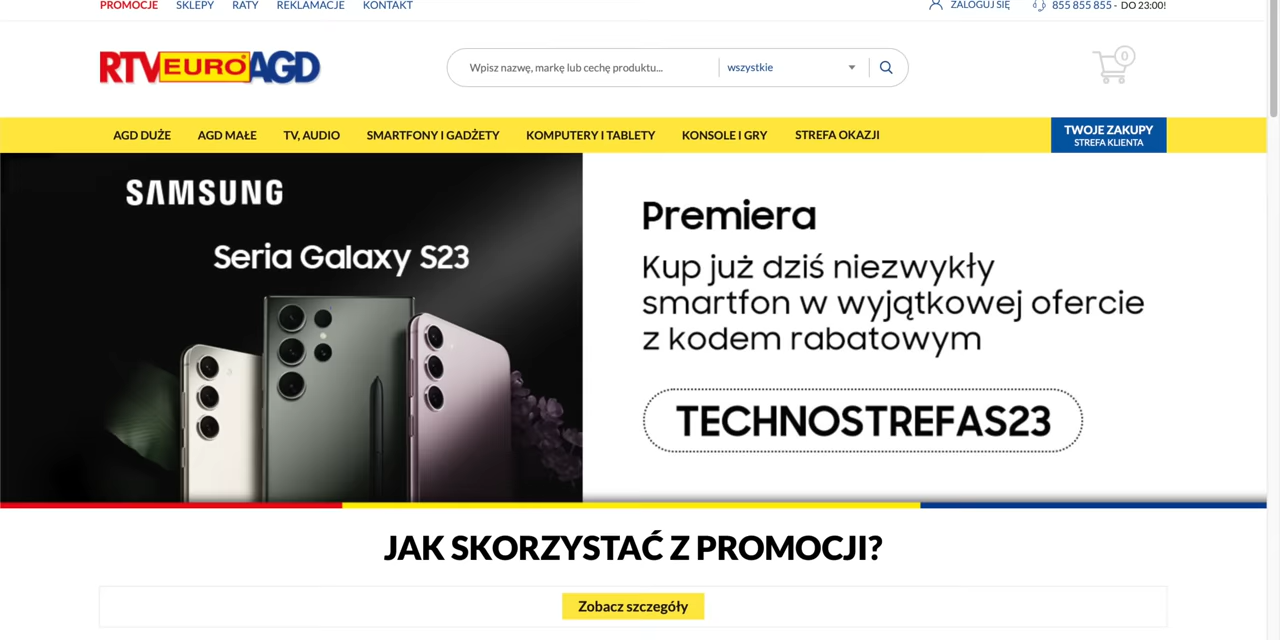 PROMOCJE SKLEPY RATY REKLAMACJE KONTAKT ZALOGUJ SIĘ 855 855 855 - DO 23:00!
RTV EURO AGD
Wpisz nazwę, markę lub cechę produktu... wszystkie 0
AGD DUŻE AGD MAŁE TV, AUDIO SMARTFONY I GADŻETY KOMPUTERY I TABLETY KONSOLE I GRY STREFA OKAZJI
TWOJE ZAKUPY
STREFA KLIENTA
SAMSUNG
Seria Galaxy S23
Premiera
Kup już dziś niezwykły
smartfon w wyjątkowej ofercie
z kodem rabatowym
TECHNOSTREFAS23
JAK SKORZYSTAĆ Z PROMOCJI?
Zobacz szczegóły